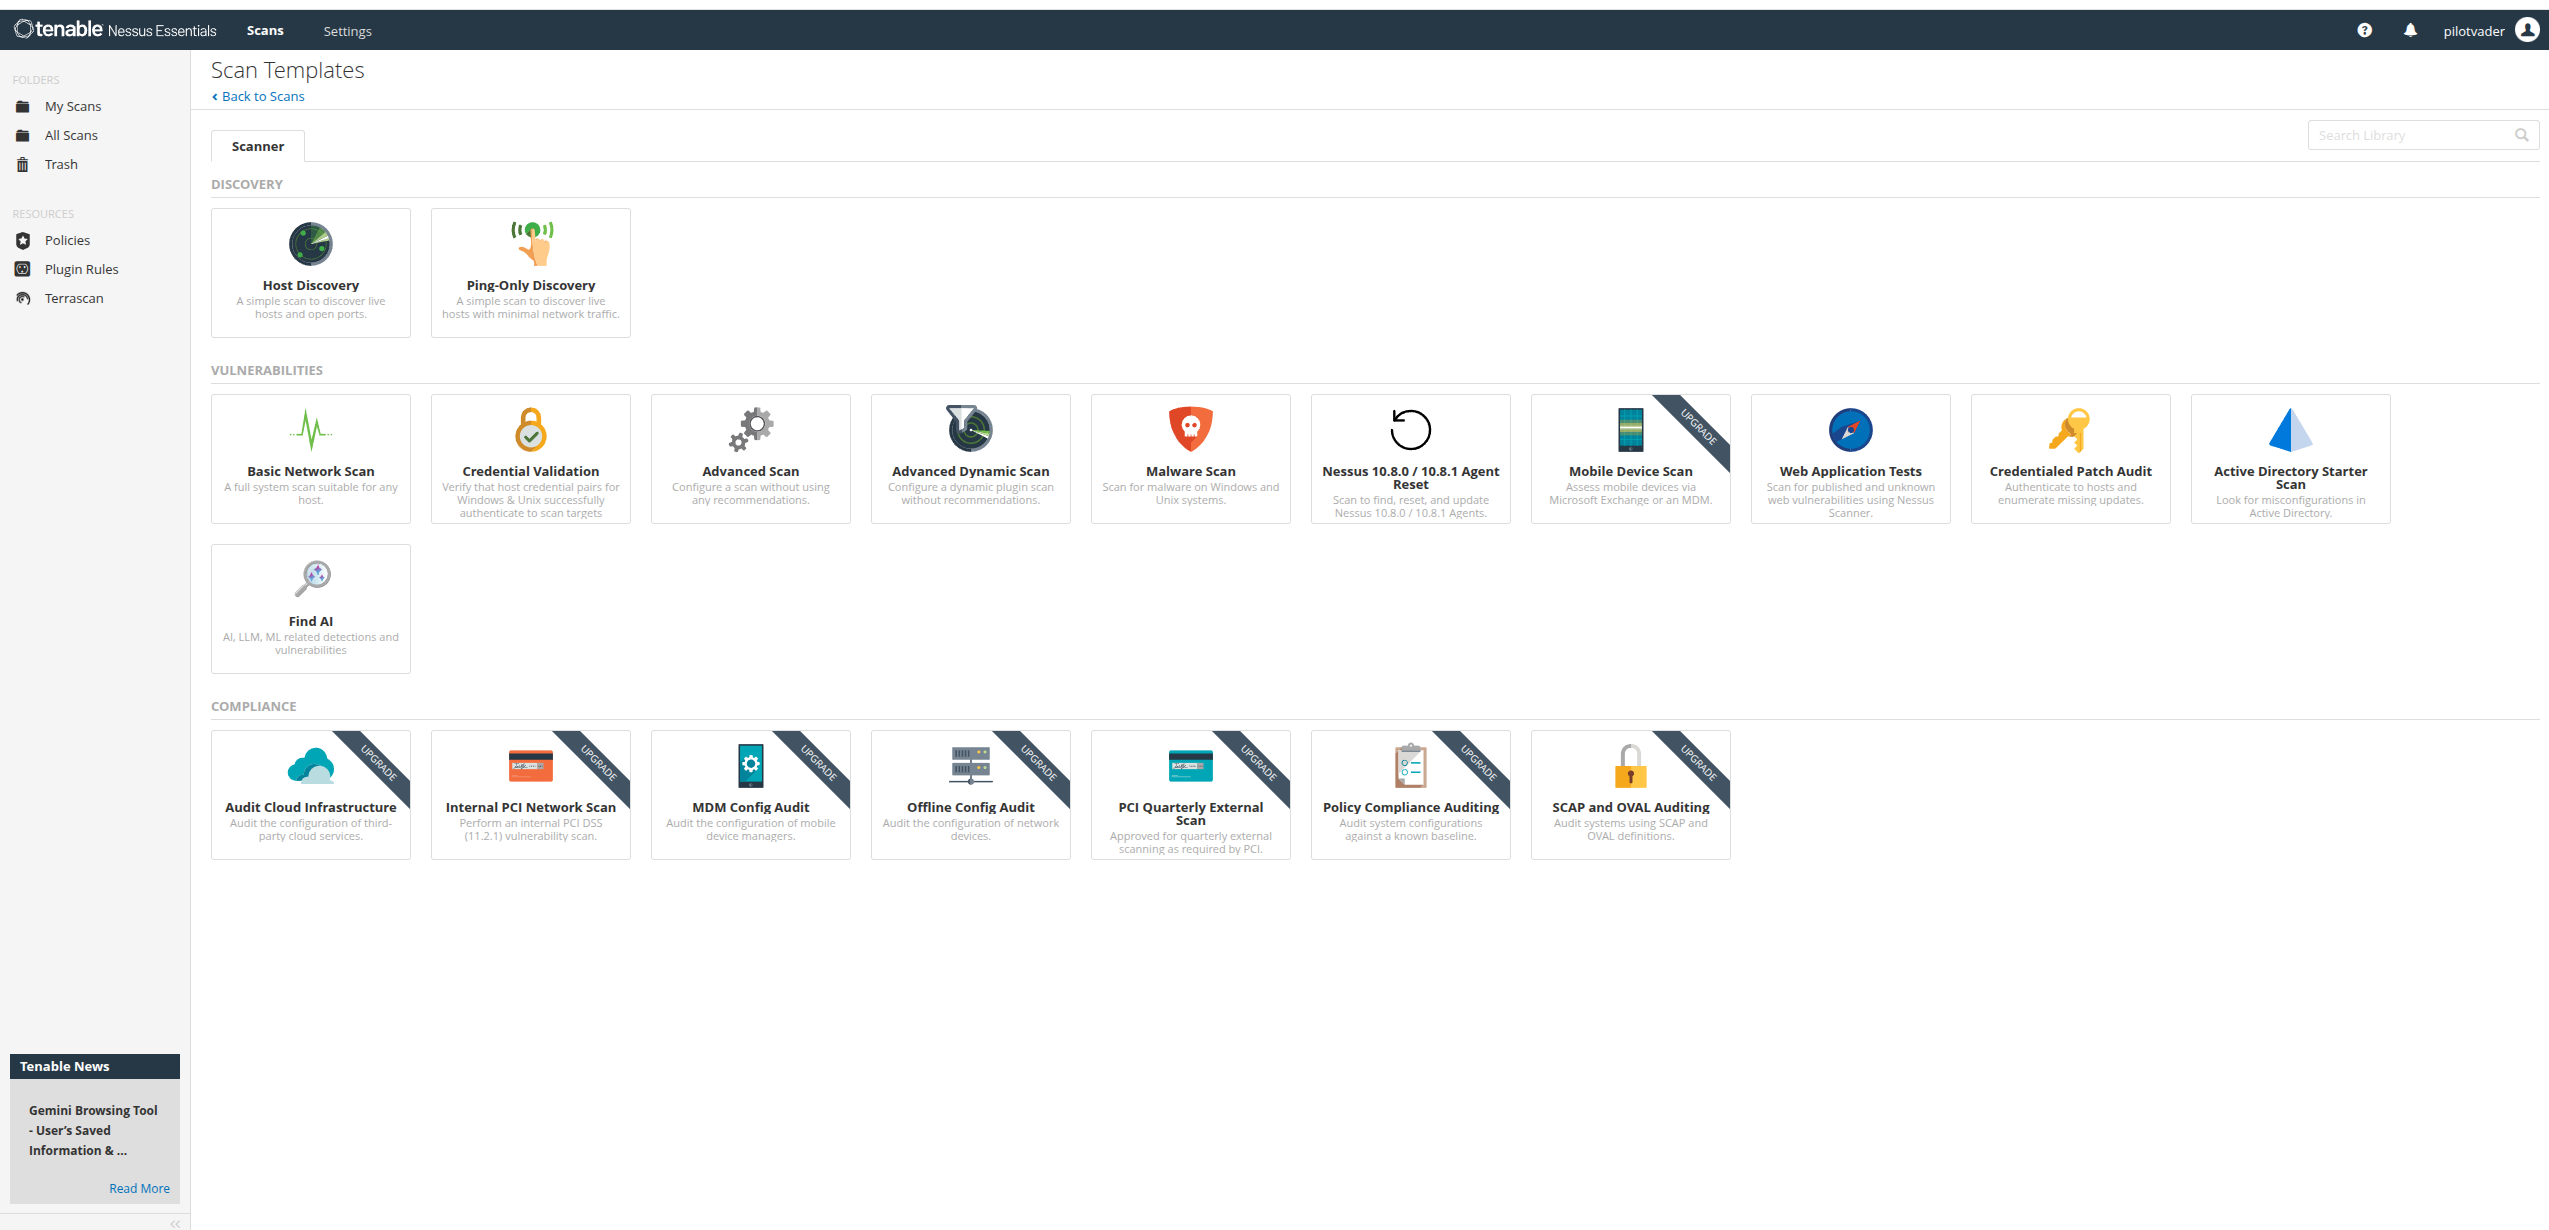 tenable Nessus Essentials
Scans
Settings
pilotvader
FOLDERS
My Scans
All Scans
Trash
RESOURCES
Policies
Plugin Rules
Terrascan
Scan Templates
Back to Scans
Scanner
Search Library
DISCOVERY
Host Discovery
A simple scan to discover live
hosts and open ports.
Ping-Only Discovery
A simple scan to discover live
hosts with minimal network traffic.
VULNERABILITIES
Basic Network Scan
A full system scan suitable for any
host.
Credential Validation
Verify that host credential pairs for
Windows & Unix successfully
authenticate to scan targets
Advanced Scan
Configure a scan without using
any recommendations.
Advanced Dynamic Scan
Configure a dynamic plugin scan
without recommendations.
Malware Scan
Scan for malware on Windows and
Unix systems.
Nessus 10.8.0 / 10.8.1 Agent
Reset
Scan to find, reset, and update
Nessus 10.8.0 / 10.8.1 Agents.
UPGRADE
Mobile Device Scan
Assess mobile devices via
Microsoft Exchange or an MDM.
Web Application Tests
Scan for published and unknown
web vulnerabilities using Nessus
Scanner.
Credentialed Patch Audit
Authenticate to hosts and
enumerate missing updates.
Active Directory Starter
Scan
Look for misconfigurations in
Active Directory.
Find AI
AI, LLM, ML related detections and
vulnerabilities
COMPLIANCE
UPGRADE
Audit Cloud Infrastructure
Audit the configuration of third-
party cloud services.
UPGRADE
Internal PCI Network Scan
Perform an internal PCI DSS
(11.2.1) vulnerability scan.
UPGRADE
MDM Config Audit
Audit the configuration of mobile
device managers.
UPGRADE
Offline Config Audit
Audit the configuration of network
devices.
UPGRADE
PCI Quarterly External
Scan
Approved for quarterly external
scanning as required by PCI.
UPGRADE
Policy Compliance Auditing
Audit system configurations
against a known baseline.
UPGRADE
SCAP and OVAL Auditing
Audit systems using SCAP and
OVAL definitions.
Tenable News
Gemini Browsing Tool
- User’s Saved
Information & ...
Read More